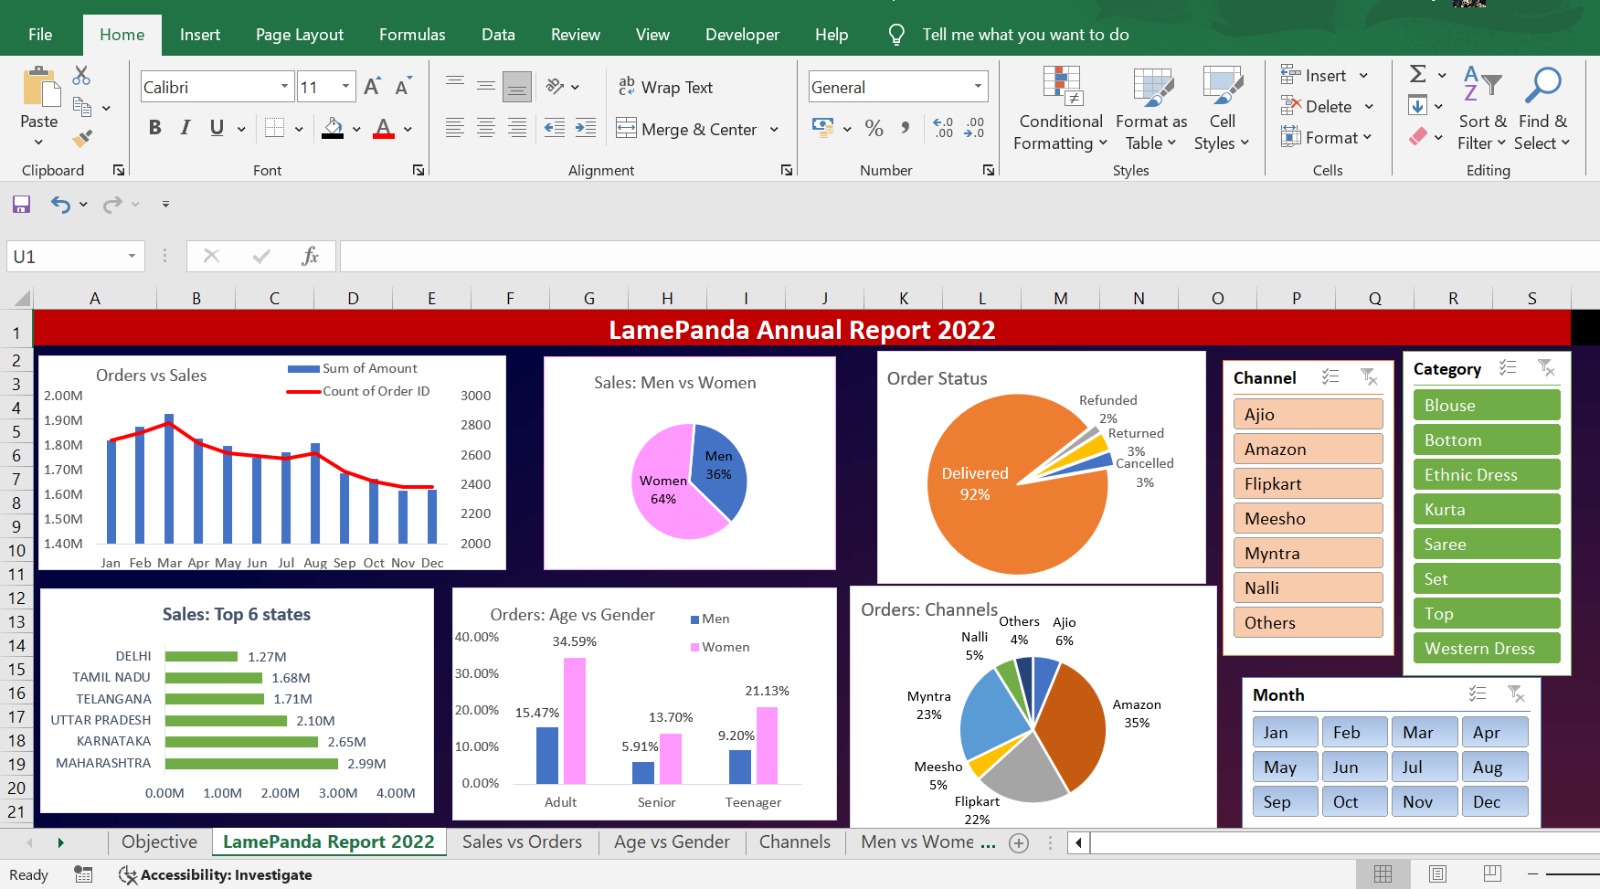 File Home Insert Page Layout Formulas Data Review View Developer Help Tell me what you want to do
Calibri 11 A A
ab Wrap Text
General
Insert
Delete
Format
Paste
B I U A
Merge & Center
% ,
Conditional Formatting
Format as Table
Cell Styles
Sort & Filter
Find & Select
Clipboard Font Alignment Number Styles Cells Editing
U1 fx
A B C D E F G H I J K L M N O P Q R S
1 2 3 4 5 6 7 8 9 10 11 12 13 14 15 16 17 18 19 20 21
LamePanda Annual Report 2022
Orders vs Sales
Sum of Amount
Count of Order ID
2.00M
1.90M
1.80M
1.70M
1.60M
1.50M
1.40M
3000
2800
2600
2400
2200
2000
Jan Feb Mar Apr May Jun Jul Aug Sep Oct Nov Dec
Sales: Men vs Women
Men
36%
Women
64%
Order Status
Refunded
2%
Returned
3%
Cancelled
3%
Delivered
92%
Channel
Ajio
Amazon
Flipkart
Meesho
Myntra
Nalli
Others
Category
Blouse
Bottom
Ethnic Dress
Kurta
Saree
Set
Top
Western Dress
Sales: Top 6 states
DELHI 1.27M
TAMIL NADU 1.68M
TELANGANA 1.71M
UTTAR PRADESH 2.10M
KARNATAKA 2.65M
MAHARASHTRA 2.99M
0.00M 1.00M 2.00M 3.00M 4.00M
Orders: Age vs Gender
Men
Women
40.00%
30.00%
20.00%
10.00%
0.00%
15.47% 34.59%
5.91% 13.70%
9.20% 21.13%
Adult Senior Teenager
Orders: Channels
Others
4%
Ajio
6%
Nalli
5%
Myntra
23%
Amazon
35%
Meesho
5%
Flipkart
22%
Month
Jan Feb Mar Apr
May Jun Jul Aug
Sep Oct Nov Dec
Objective LamePanda Report 2022 Sales vs Orders Age vs Gender Channels Men vs Wome ...
Ready Accessibility: Investigate